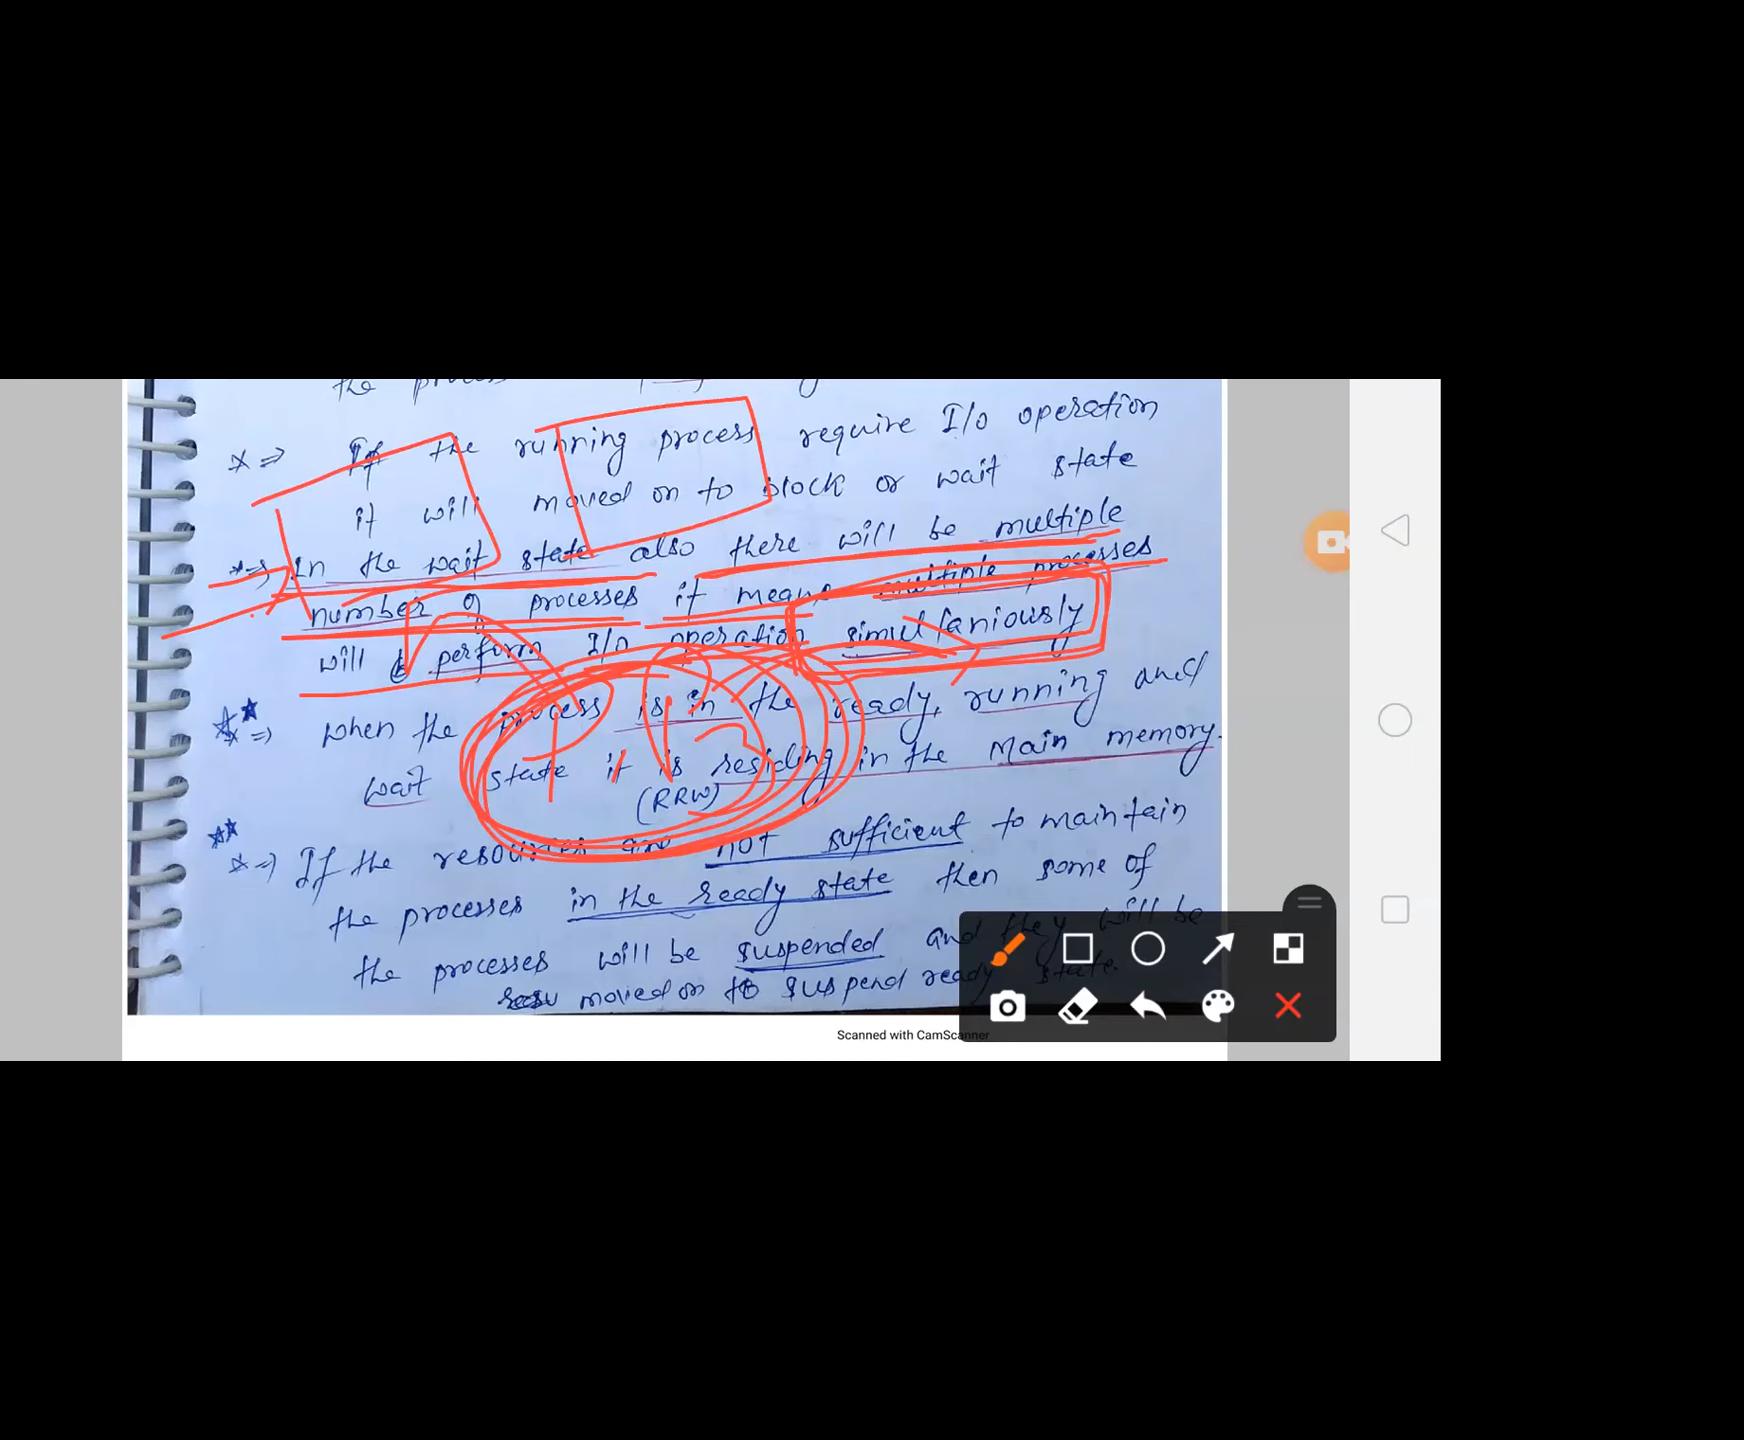 the process
*⇒ If the running process require I/o operation
it will moved on to block or wait state
*⇒ In the wait state also there will be multiple
number of processes it means multiple processes
will perform I/o operation simultaniously
*⇒ when the process is in the ready, running and
wait state it is residing in the main memory.
(RRW)
*⇒ If the resources are not sufficient to maintain
the processes in the ready state then some of
the processes will be suspended and they will be
moved on to suspend ready state.
Scanned with CamScanner